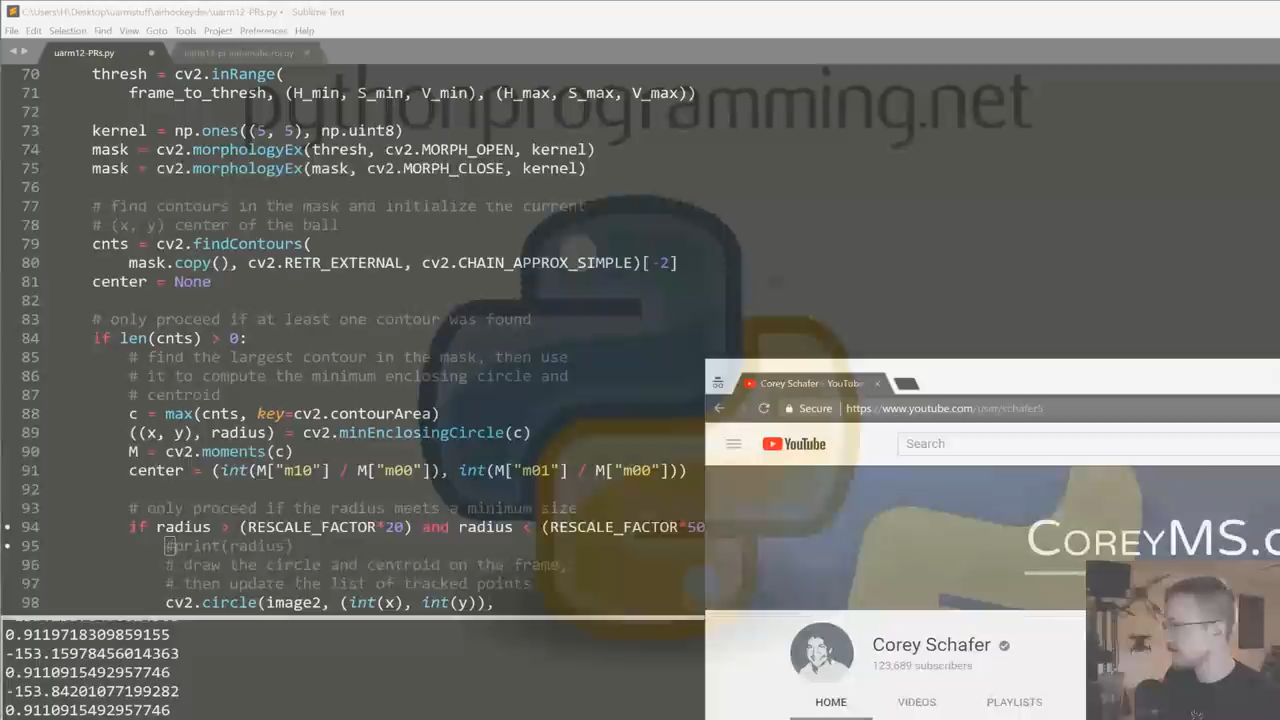 C:\Users\H\Desktop\uarmstuff\airhockeydev\uarm12-PRs.py • - Sublime Text
File Edit Selection Find View Goto Tools Project Preferences Help
uarm12-PRs.py
pythonprogramming.net
70 thresh = cv2.inRange(
71 frame_to_thresh, (H_min, S_min, V_min), (H_max, S_max, V_max))
72
73 kernel = np.ones((5, 5), np.uint8)
74 mask = cv2.morphologyEx(thresh, cv2.MORPH_OPEN, kernel)
75 mask = cv2.morphologyEx(mask, cv2.MORPH_CLOSE, kernel)
76
77 # find contours in the mask and initialize the current
78 # (x, y) center of the ball
79 cnts = cv2.findContours(
80 mask.copy(), cv2.RETR_EXTERNAL, cv2.CHAIN_APPROX_SIMPLE)[-2]
81 center = None
82
83 # only proceed if at least one contour was found
84 if len(cnts) > 0:
85 # find the largest contour in the mask, then use
86 # it to compute the minimum enclosing circle and
87 # centroid
88 c = max(cnts, key=cv2.contourArea)
89 ((x, y), radius) = cv2.minEnclosingCircle(c)
90 M = cv2.moments(c)
91 center = (int(M["m10"] / M["m00"]), int(M["m01"] / M["m00"]))
92
93 # only proceed if the radius meets a minimum size
94 if radius > (RESCALE_FACTOR*20) and radius < (RESCALE_FACTOR*50
95 #print(radius)
96 # draw the circle and centroid on the frame,
97 # then update the list of tracked points
98 cv2.circle(image2, (int(x), int(y)),
0.9119718309859155
-153.15978456014363
0.9110915492957746
-153.84201077199282
0.9110915492957746
Corey Schafer - YouTube
Secure https://www.youtube.com/user/schafer5
YouTube
Search
COREYMS.C
Corey Schafer
123,689 subscribers
HOME VIDEOS PLAYLISTS